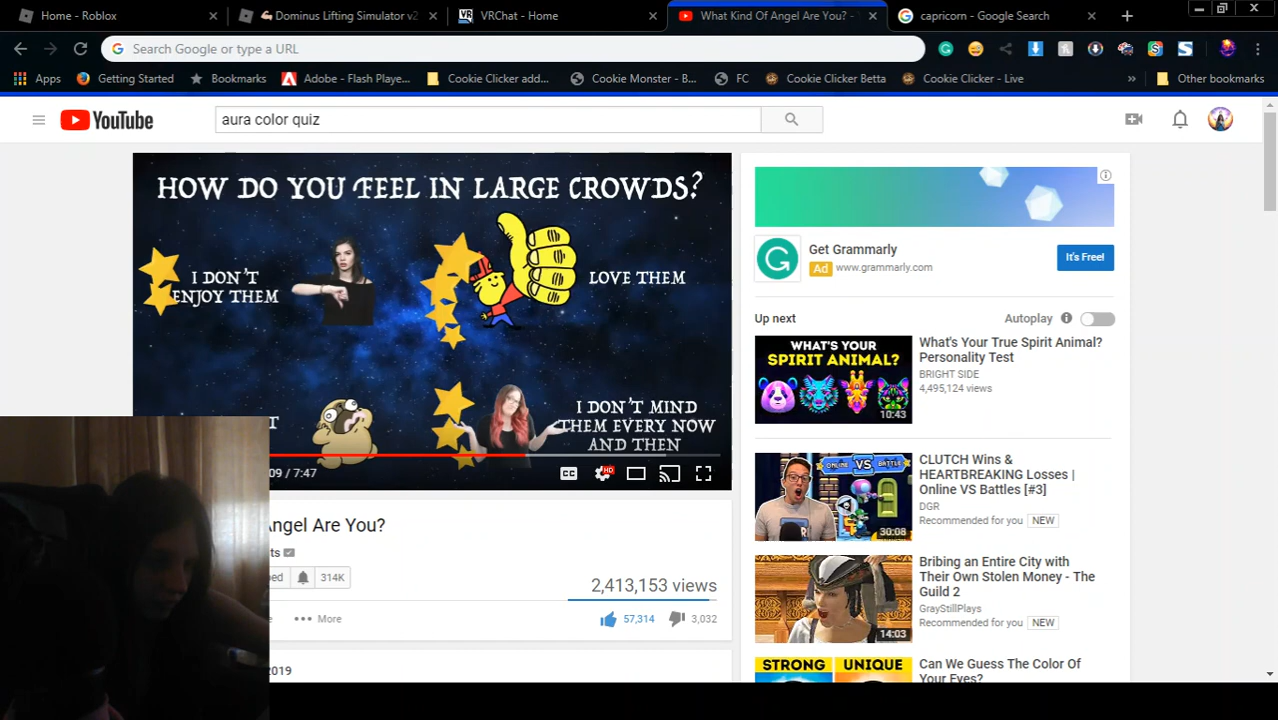 Home - Roblox
Dominus Lifting Simulator v2
VRChat - Home
What Kind Of Angel Are You? -
capricorn - Google Search
Search Google or type a URL
Apps
Getting Started
Bookmarks
Adobe - Flash Playe...
Cookie Clicker add...
Cookie Monster - B...
FC
Cookie Clicker Betta
Cookie Clicker - Live
»
Other bookmarks
YouTube
aura color quiz
HOW DO YOU FEEL IN LARGE CROWDS?
I DON'T
ENJOY THEM
LOVE THEM
T
I DON'T MIND
THEM EVERY NOW
AND THEN
09 / 7:47
CC
HD
Angel Are You?
ts
ped
314K
2,413,153 views
e
More
57,314
3,032
2019
Get Grammarly
Ad www.grammarly.com
It's Free!
Up next
Autoplay
WHAT'S YOUR
SPIRIT ANIMAL?
10:43
What's Your True Spirit Animal?
Personality Test
BRIGHT SIDE
4,495,124 views
ONLINE VS BATTLE
30:08
CLUTCH Wins &
HEARTBREAKING Losses |
Online VS Battles [#3]
DGR
Recommended for you NEW
14:03
Bribing an Entire City with
Their Own Stolen Money - The
Guild 2
GrayStillPlays
Recommended for you NEW
STRONG
UNIQUE
Can We Guess The Color Of
Your Eyes?